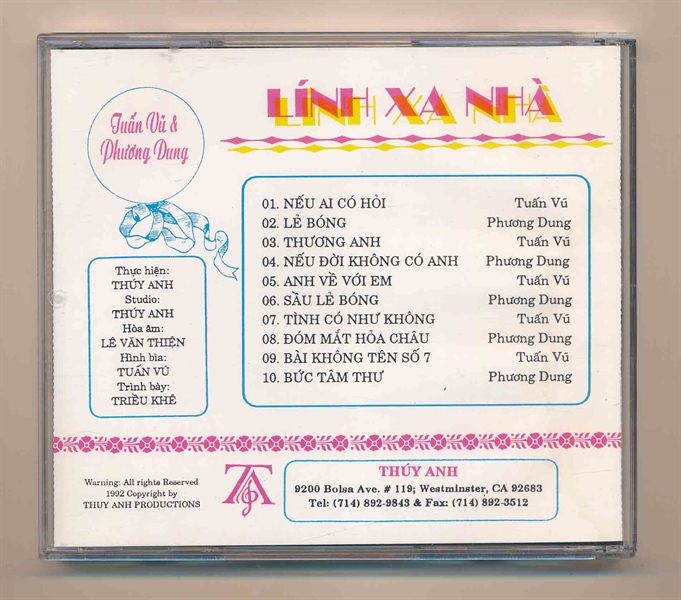 Tuấn Vũ &
Phương Dung
LÍNH XA NHÀ
01. NẾU AI CÓ HỎI Tuấn Vũ
02. LẺ BÓNG Phương Dung
03. THƯƠNG ANH Tuấn Vũ
04. NẾU ĐỜI KHÔNG CÓ ANH Phương Dung
05. ANH VỀ VỚI EM Tuấn Vũ
06. SẦU LẺ BÓNG Phương Dung
07. TÌNH CÓ NHƯ KHÔNG Tuấn Vũ
08. ĐÓM MẮT HỎA CHÂU Phương Dung
09. BÀI KHÔNG TÊN SỐ 7 Tuấn Vũ
10. BỨC TÂM THƯ Phương Dung
Thực hiện:
THÚY ANH
Studio:
THÚY ANH
Hòa âm:
LÊ VĂN THIỆN
Hình bìa:
TUẤN VŨ
Trình bày:
TRIỀU KHÊ
Warning: All rights Reserved
1992 Copyright by
THUY ANH PRODUCTIONS
TA
THÚY ANH
9200 Bolsa Ave. # 119; Westminster, CA 92683
Tel: (714) 892-9843 & Fax: (714) 892-3512